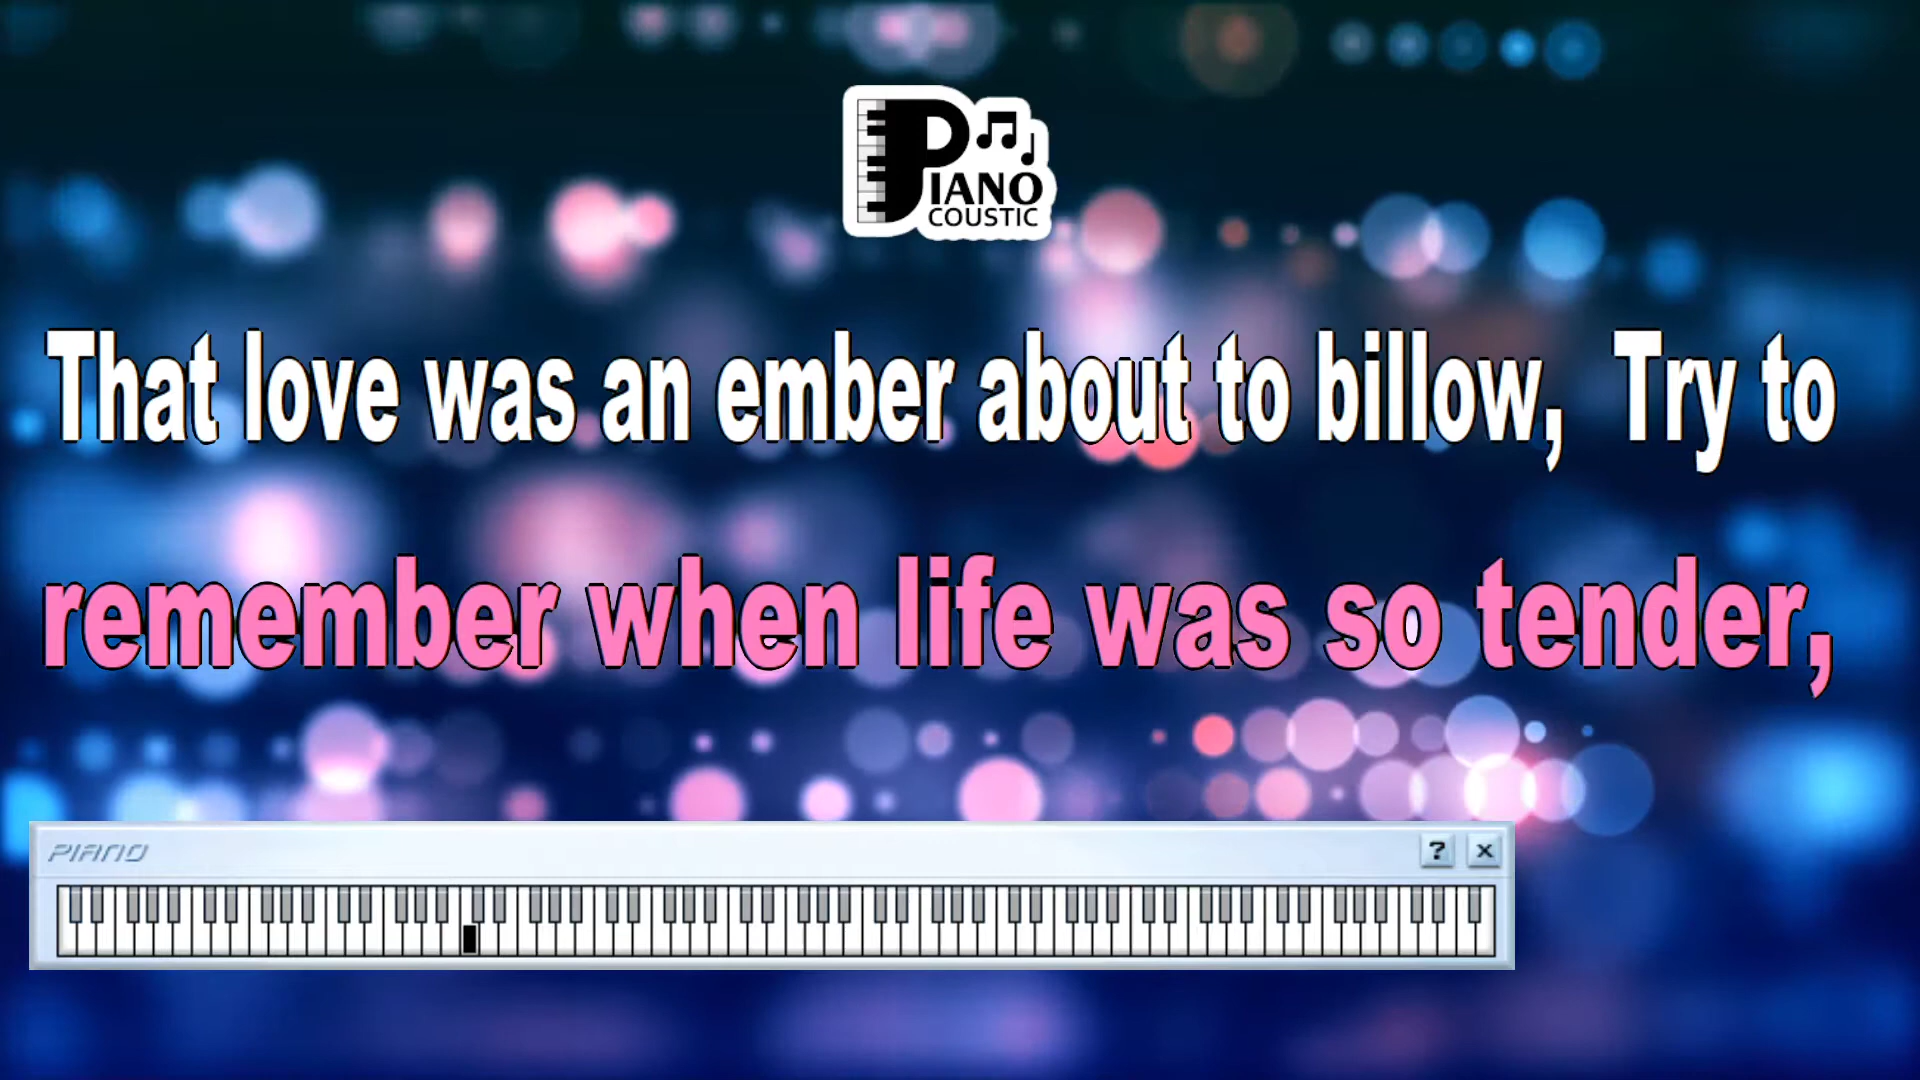 PIANO
COUSTIC
That love was an ember about to billow,  Try to
remember when life was so tender,
PIANO
? x